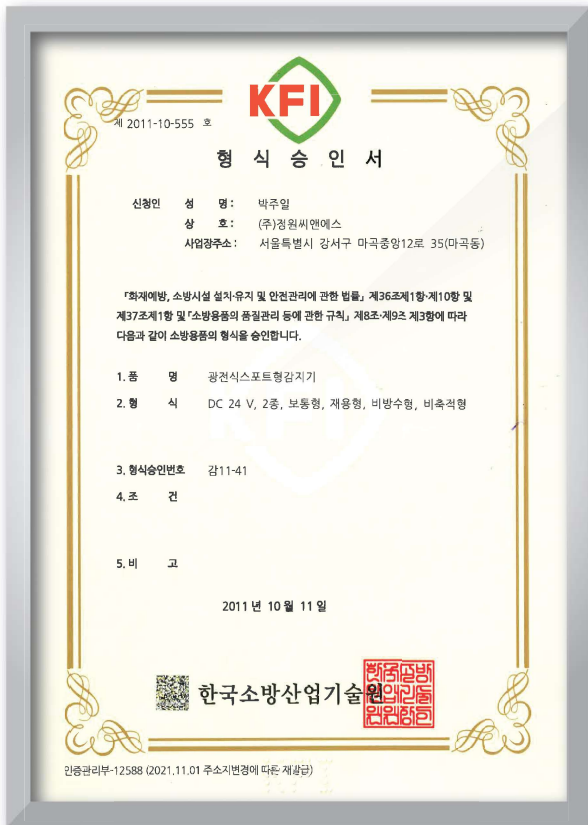 KFI
제 2011-10-555 호
형 식 승 인 서
신청인 성 명 : 박주일
상 호 : (주)정원씨앤에스
사업장주소 : 서울특별시 강서구 마곡중앙12로 35(마곡동)
「화재예방, 소방시설 설치·유지 및 안전관리에 관한 법률」 제36조제1항·제10항 및
제37조제1항 및 「소방용품의 품질관리 등에 관한 규칙」 제8조·제9조 제3항에 따라
다음과 같이 소방용품의 형식을 승인합니다.
1. 품 명 광전식스포트형감지기
2. 형 식 DC 24 V, 2종, 보통형, 재용형, 비방수형, 비축적형
3. 형식승인번호 감11-41
4. 조 건
5. 비 고
2011 년 10 월 11 일
한국소방산업기술원
인증관리부-12588 (2021.11.01 주소지변경에 따른 재발급)